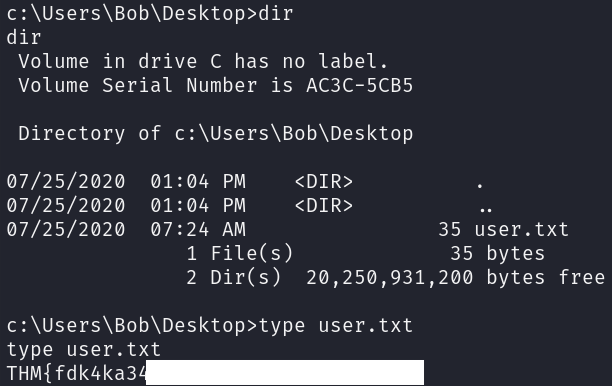 c:\Users\Bob\Desktop>dir
dir
 Volume in drive C has no label.
 Volume Serial Number is AC3C-5CB5

 Directory of c:\Users\Bob\Desktop

07/25/2020  01:04 PM    <DIR>          .
07/25/2020  01:04 PM    <DIR>          ..
07/25/2020  07:24 AM                35 user.txt
               1 File(s)             35 bytes
               2 Dir(s)  20,250,931,200 bytes free

c:\Users\Bob\Desktop>type user.txt
type user.txt
THM{fdk4ka34